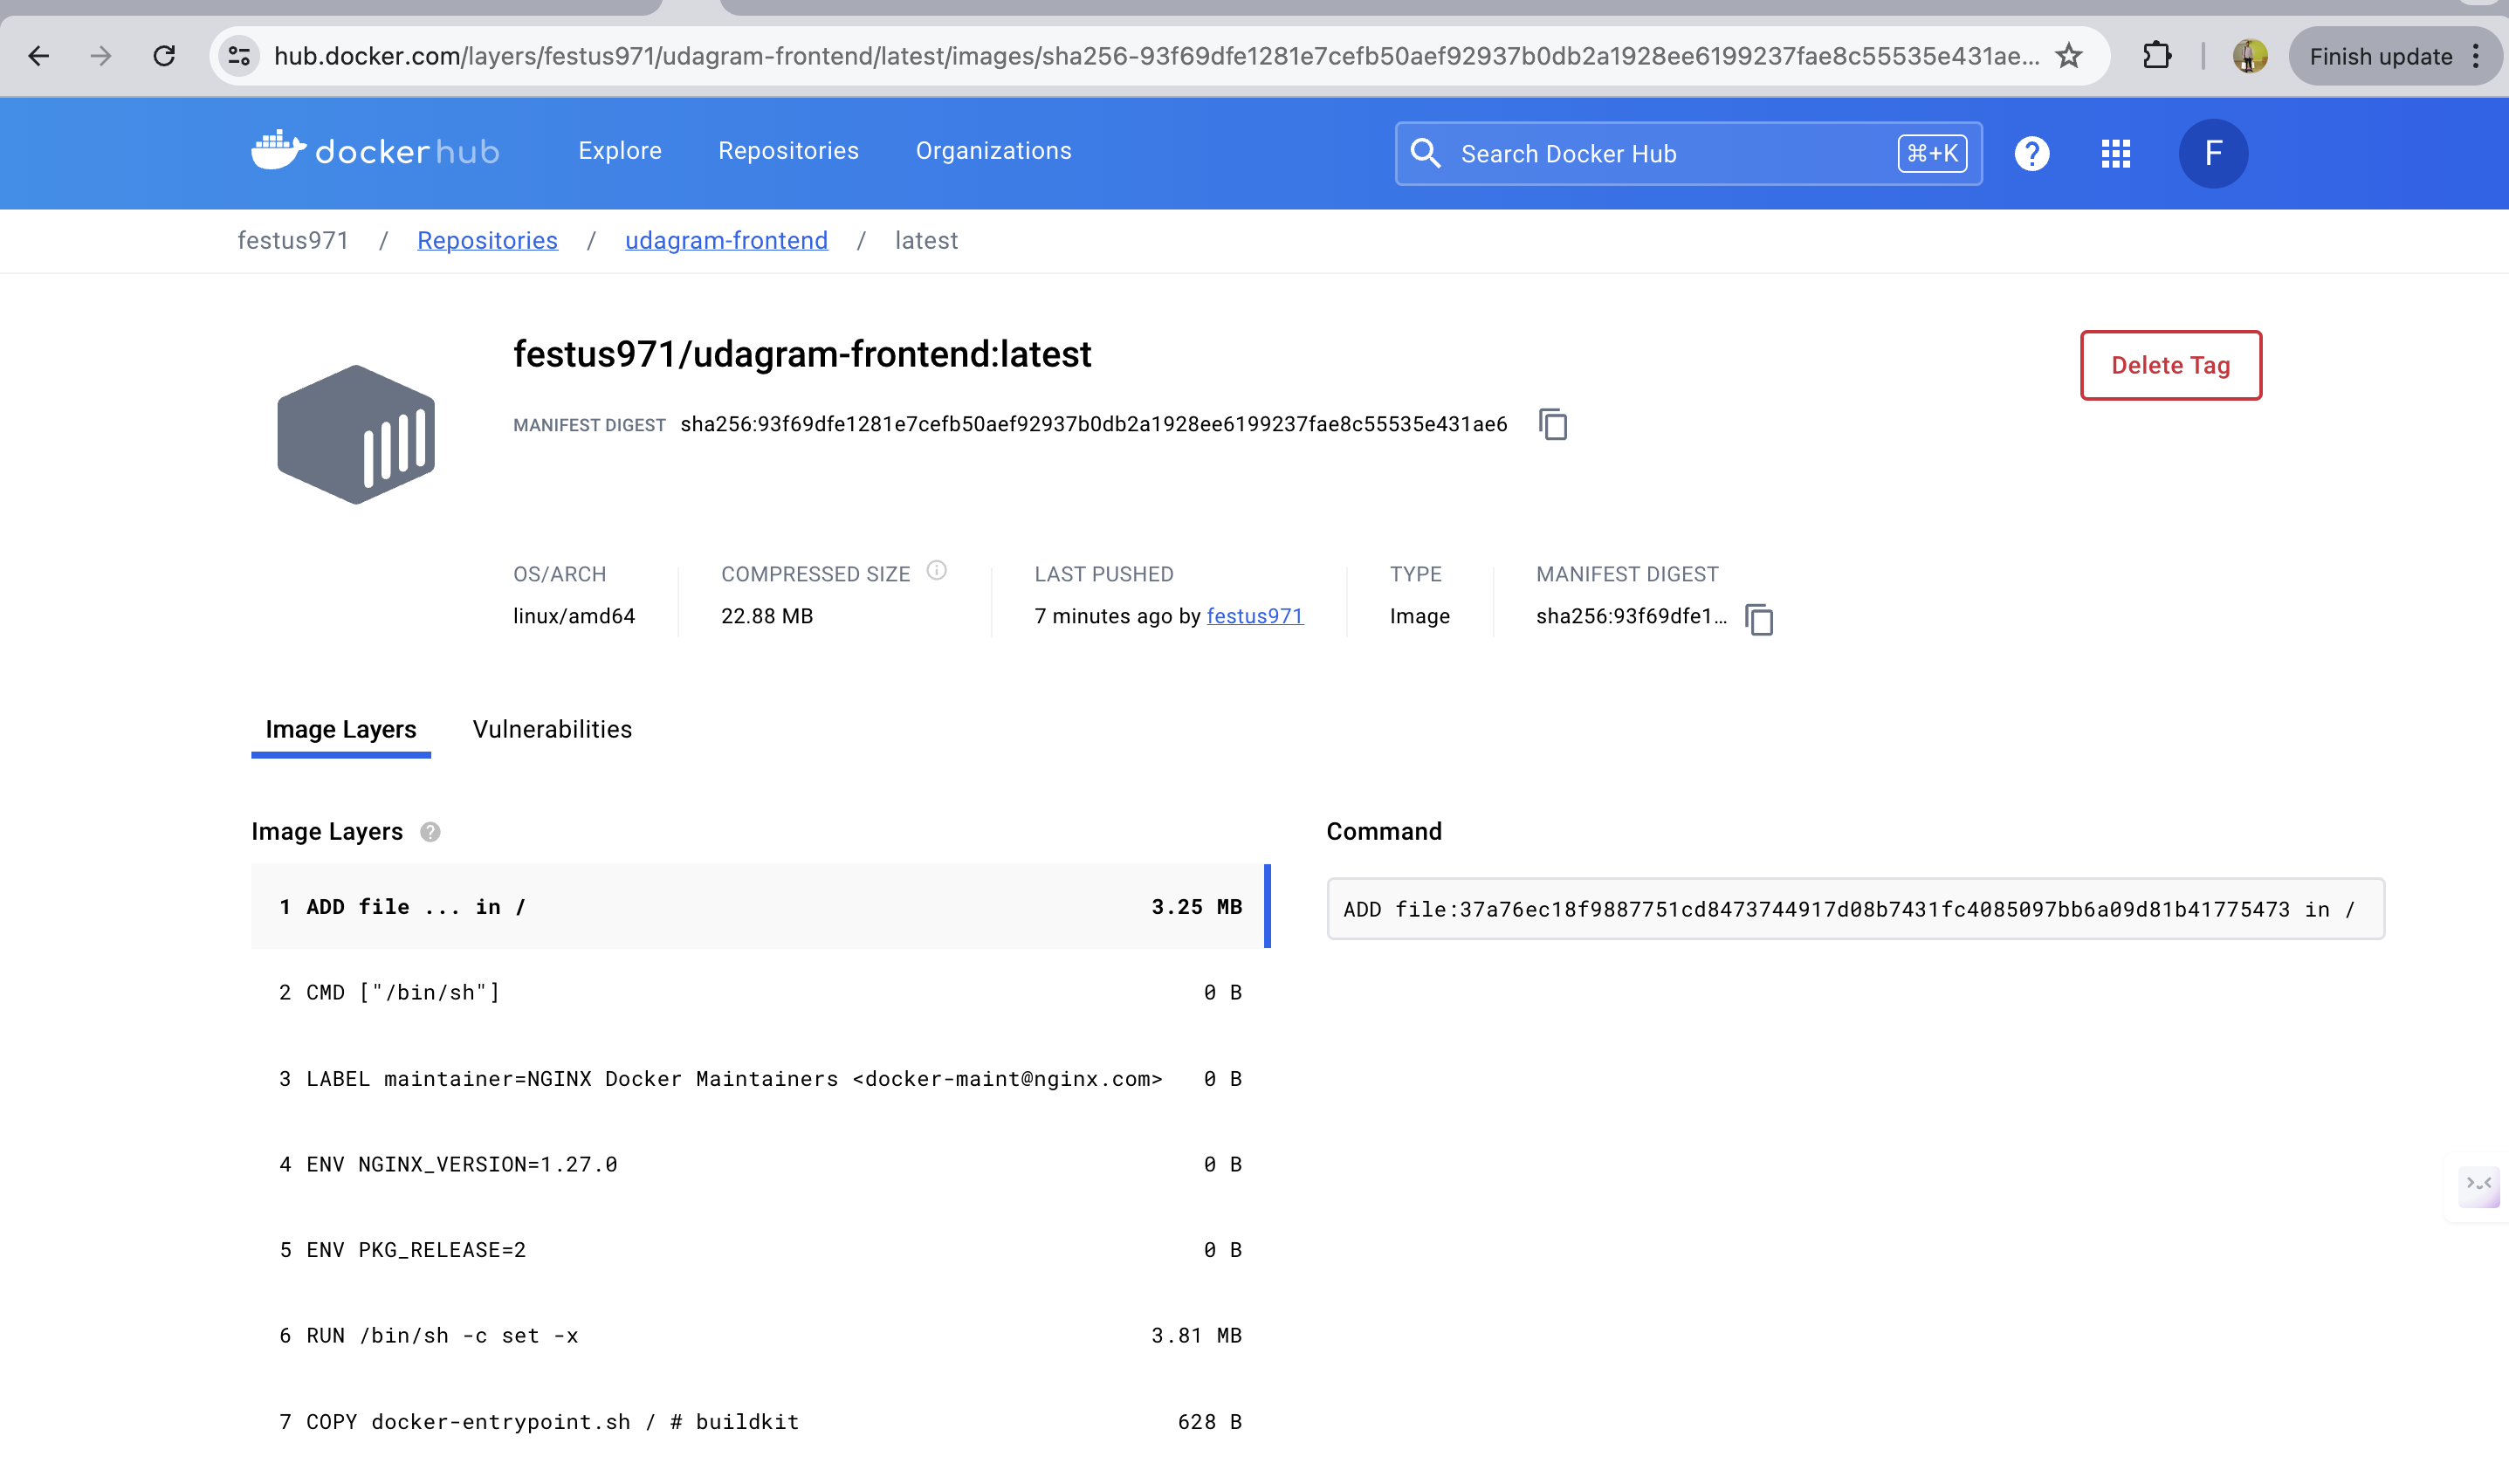 hub.docker.com/layers/festus971/udagram-frontend/latest/images/sha256-93f69dfe1281e7cefb50aef92937b0db2a1928ee6199237fae8c55535e431ae...
Finish update
docker hub
Explore
Repositories
Organizations
Search Docker Hub
⌘+K
?
F
festus971 / Repositories / udagram-frontend / latest
festus971/udagram-frontend:latest
Delete Tag
MANIFEST DIGEST sha256:93f69dfe1281e7cefb50aef92937b0db2a1928ee6199237fae8c55535e431ae6
OS/ARCH
linux/amd64
COMPRESSED SIZE
22.88 MB
LAST PUSHED
7 minutes ago by festus971
TYPE
Image
MANIFEST DIGEST
sha256:93f69dfe1...
Image Layers
Vulnerabilities
Image Layers ?
1 ADD file ... in / 3.25 MB
2 CMD ["/bin/sh"] 0 B
3 LABEL maintainer=NGINX Docker Maintainers <docker-maint@nginx.com> 0 B
4 ENV NGINX_VERSION=1.27.0 0 B
5 ENV PKG_RELEASE=2 0 B
6 RUN /bin/sh -c set -x 3.81 MB
7 COPY docker-entrypoint.sh / # buildkit 628 B
Command
ADD file:37a76ec18f9887751cd8473744917d08b7431fc4085097bb6a09d81b41775473 in /